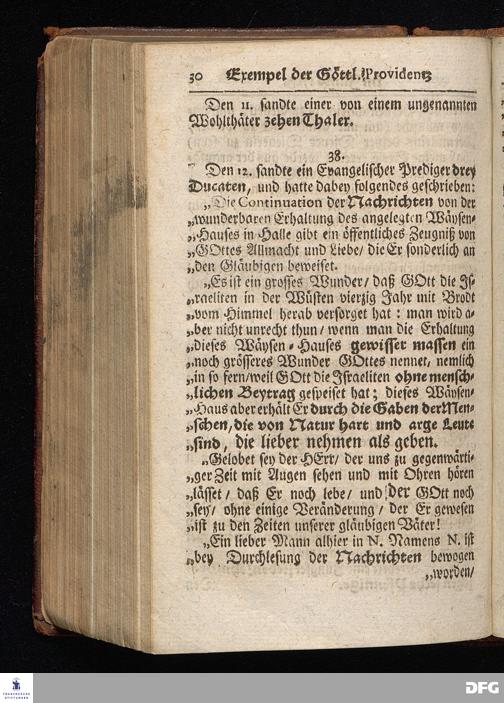 30 Exempel der Göttl. Providentz
Den 11. sandte einer von einem ungenannten
Wohlthäter zehen Thaler.
38.
Den 12. sandte ein Evangelischer Prediger drey
Ducaten, und hatte dabey folgendes geschrieben:
„Die Continuation der Nachrichten von der
„wunderbaren Erhaltung des angelegten Wäysen-
„Hauses in Halle gibt ein öffentliches Zeugniß von
„GOttes Allmacht und Liebe/ die Er sonderlich an
„den Gläubigen beweiset.
„Es ist ein grosses Wunder/ daß GOtt die Is-
„raeliten in der Wüsten vierzig Jahr mit Brodt
„vom Himmel herab versorget hat: man wird a-
„ber nicht unrecht thun/ wenn man die Erhaltung
„dieses Wäysen-Hauses gewisser massen ein
„noch grösseres Wunder GOttes nennet, nemlich
„in so fern/ weil GOtt die Israeliten ohne mensch-
„lichen Beytrag gespeiset hat; dieses Wäysen-
„Haus aber erhält Er durch die Gaben der Men-
„schen, die von Natur hart und arge Leute
„sind, die lieber nehmen als geben.
„Gelobet sey der HErr/ der uns zu gegenwärti-
„ger Zeit mit Augen sehen und mit Ohren hören
„lässet/ daß Er noch lebe/ und der GOtt noch
„sey/ ohne einige Veränderung/ der Er gewesen
„ist zu den Zeiten unserer gläubigen Väter!
„Ein lieber Mann alhier in N. Namens N. ist
„bey Durchlesung der Nachrichten bewogen
„worden/
FRANCKESCHE
STIFTUNGEN
DFG